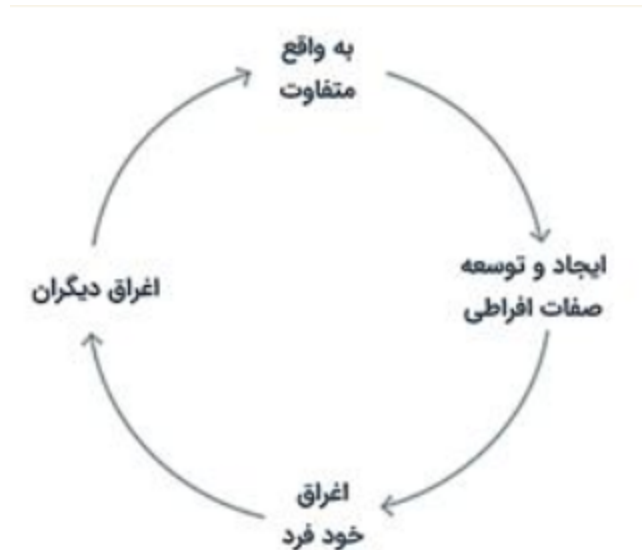 به واقع
متفاوت
ایجاد و توسعه
صفات افراطی
اغراق
خود فرد
اغراق دیگران